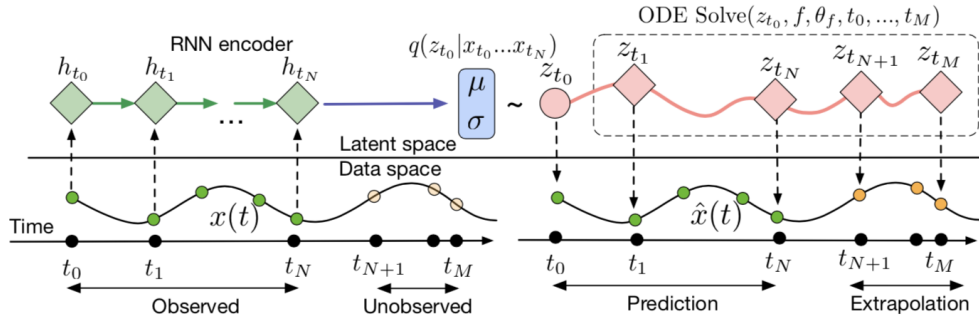 ODE Solve(z_{t_0}, f, θ_f, t_0, ..., t_M)
RNN encoder
q(z_{t_0}|x_{t_0}...x_{t_N})
h_{t_0} h_{t_1} h_{t_N}
z_{t_0} z_{t_1} z_{t_N} z_{t_{N+1}} z_{t_M}
...
μ
σ
~
Latent space
Data space
x(t)
x̂(t)
Time
t_0 t_1 t_N t_{N+1} t_M
t_0 t_1 t_N t_{N+1} t_M
Observed Unobserved
Prediction Extrapolation